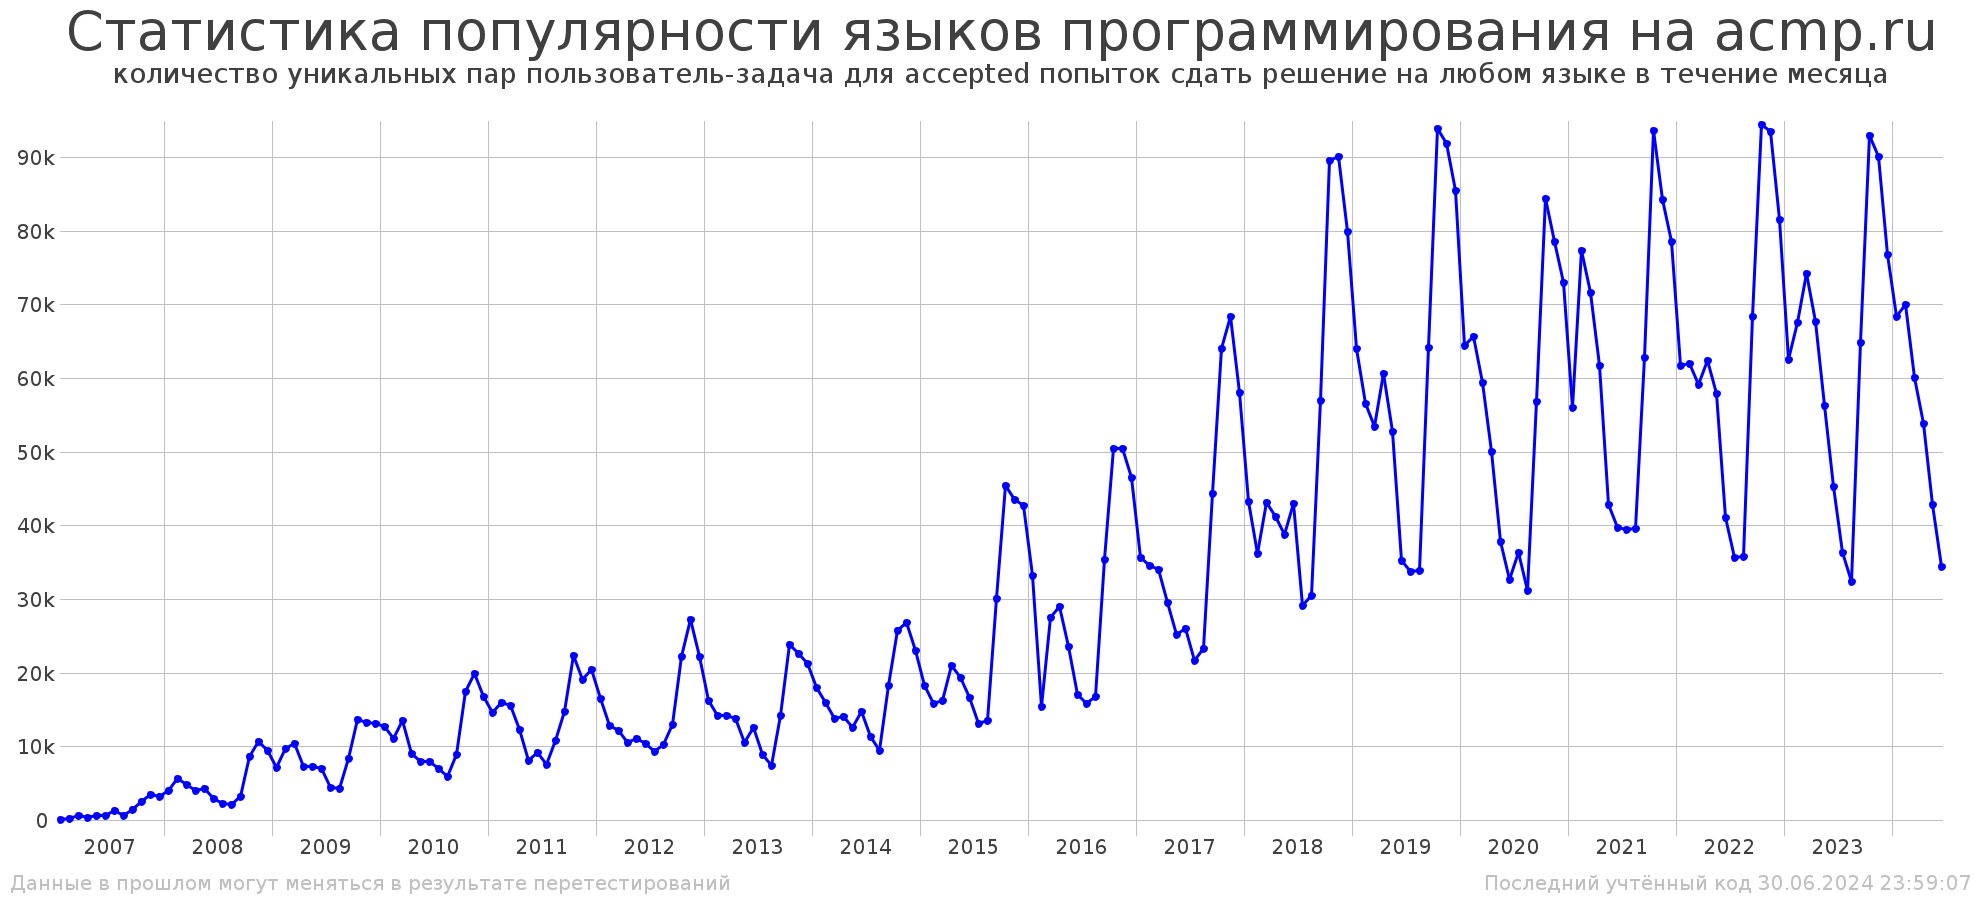 Статистика популярности языков программирования на acmp.ru
количество уникальных пар пользователь-задача для accepted попыток сдать решение на любом языке в течение месяца
90k
80k
70k
60k
50k
40k
30k
20k
10k
0
2007 2008 2009 2010 2011 2012 2013 2014 2015 2016 2017 2018 2019 2020 2021 2022 2023
Данные в прошлом могут меняться в результате перетестирований
Последний учтённый код 30.06.2024 23:59:07